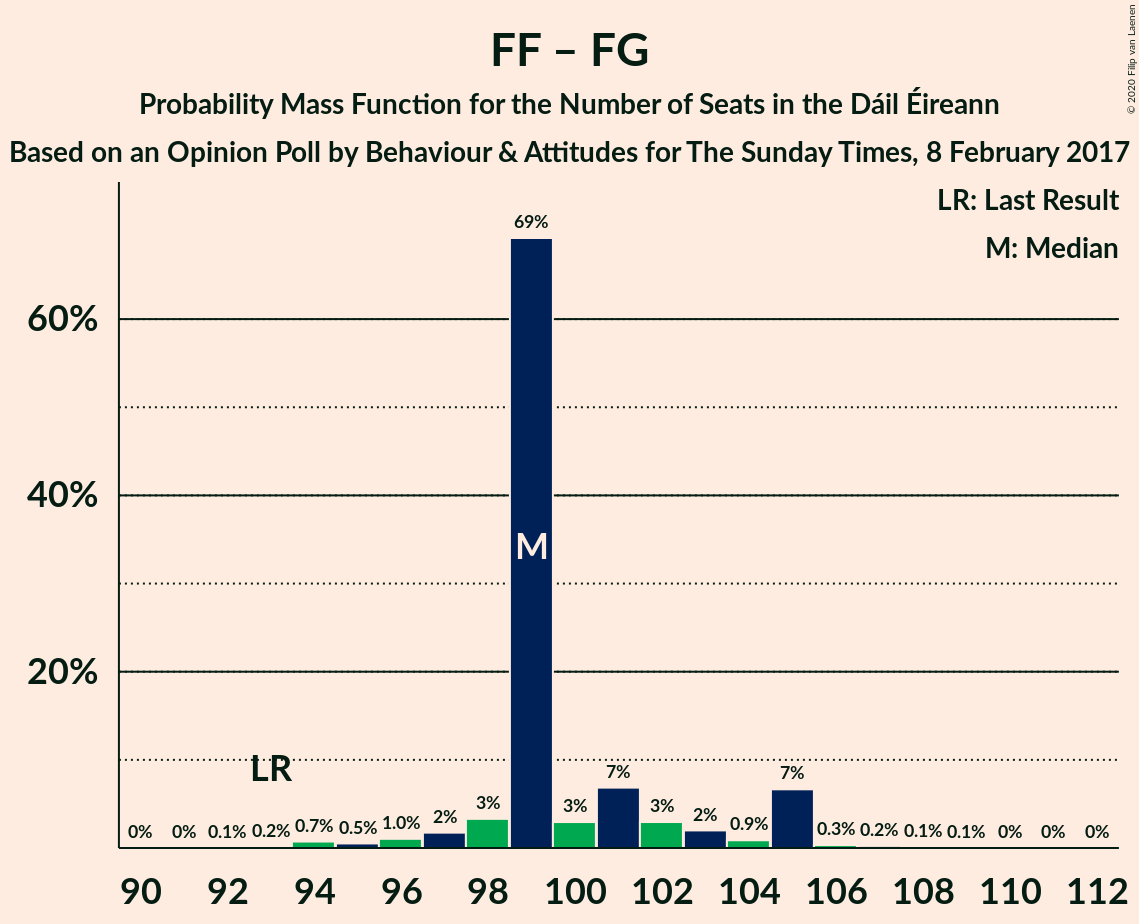 FF – FG
Probability Mass Function for the Number of Seats in the Dáil Éireann
Based on an Opinion Poll by Behaviour & Attitudes for The Sunday Times, 8 February 2017
© 2020 Filip van Laenen
LR: Last Result
M: Median
69%
60%
40%
M
20%
LR
0% 0% 0.1% 0.2% 0.7% 0.5% 1.0% 2% 3% 3% 7% 3% 2% 0.9% 7% 0.3% 0.2% 0.1% 0.1% 0% 0% 0%
90 92 94 96 98 100 102 104 106 108 110 112